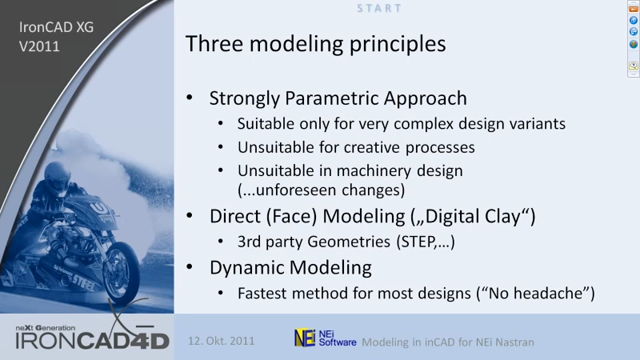 START
IronCAD XG
V2011
Three modeling principles
• Strongly Parametric Approach
• Suitable only for very complex design variants
• Unsuitable for creative processes
• Unsuitable in machinery design
(...unforeseen changes)
• Direct (Face) Modeling („Digital Clay“)
• 3rd party Geometries (STEP,...)
• Dynamic Modeling
• Fastest method for most designs (“No headache”)
neXt Generation
IRONCAD4D
12. Okt. 2011
NEi
NEi
Software
Modeling in inCAD for NEi Nastran
STEEL